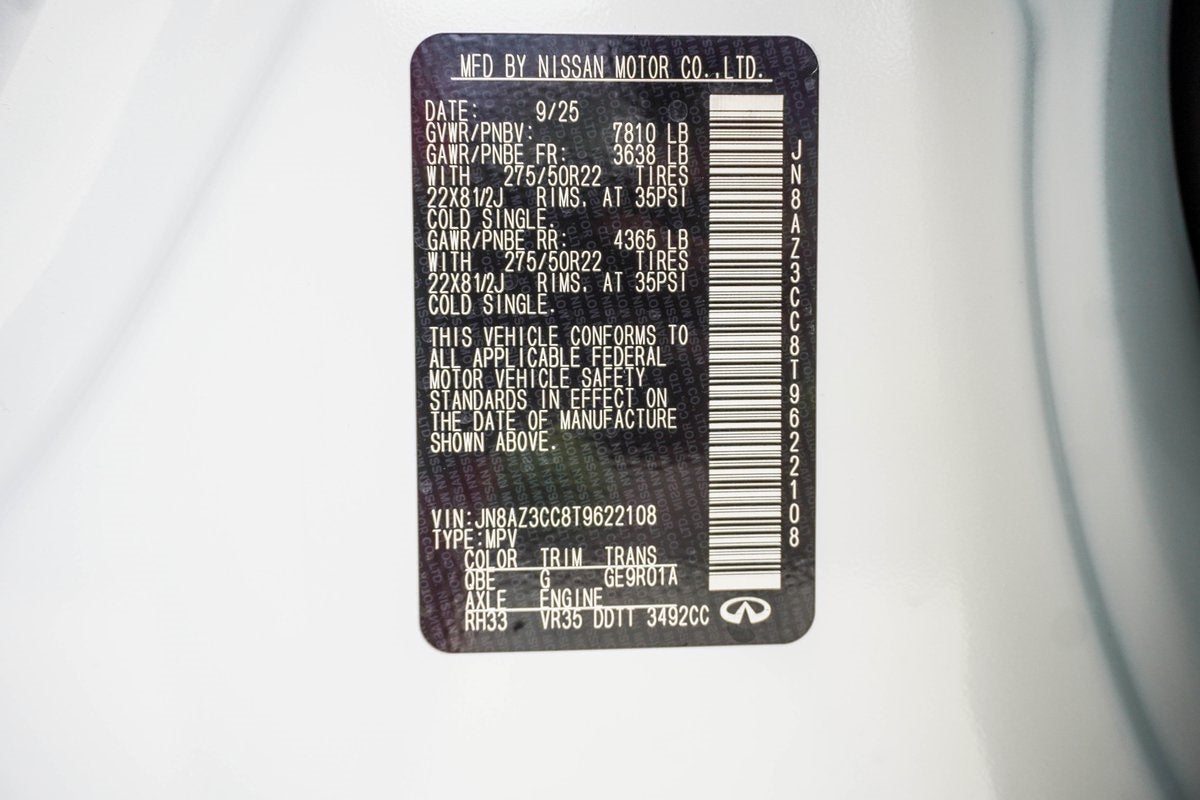 MFD BY NISSAN MOTOR CO.,LTD.
DATE: 9/25
GVWR/PNBV: 7810 LB
GAWR/PNBE FR: 3638 LB
WITH 275/50R22 TIRES
22X81/2J RIMS, AT 35PSI
COLD SINGLE.
GAWR/PNBE RR: 4365 LB
WITH 275/50R22 TIRES
22X81/2J RIMS, AT 35PSI
COLD SINGLE.
THIS VEHICLE CONFORMS TO
ALL APPLICABLE FEDERAL
MOTOR VEHICLE SAFETY
STANDARDS IN EFFECT ON
THE DATE OF MANUFACTURE
SHOWN ABOVE.
VIN:JN8AZ3CC8T9622108
TYPE:MPV
COLOR TRIM TRANS
QBE G GE9R01A
AXLE ENGINE
RH33 VR35 DDTT 3492CC
JN8AZ3CC8T9622108